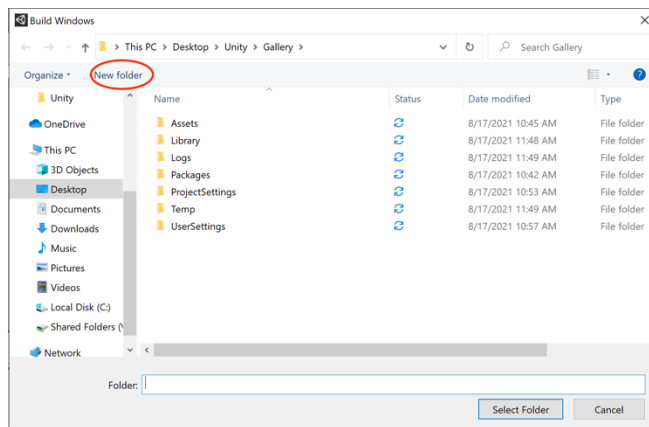 Build Windows
This PC > Desktop > Unity > Gallery >
Search Gallery
Organize
New folder
Name Status Date modified Type
Unity
OneDrive
This PC
3D Objects
Desktop
Documents
Downloads
Music
Pictures
Videos
Local Disk (C:)
Shared Folders (\
Network
Assets 8/17/2021 10:45 AM File folder
Library 8/17/2021 11:48 AM File folder
Logs 8/17/2021 11:49 AM File folder
Packages 8/17/2021 10:42 AM File folder
ProjectSettings 8/17/2021 10:53 AM File folder
Temp 8/17/2021 11:49 AM File folder
UserSettings 8/17/2021 10:57 AM File folder
Folder:
Select Folder Cancel